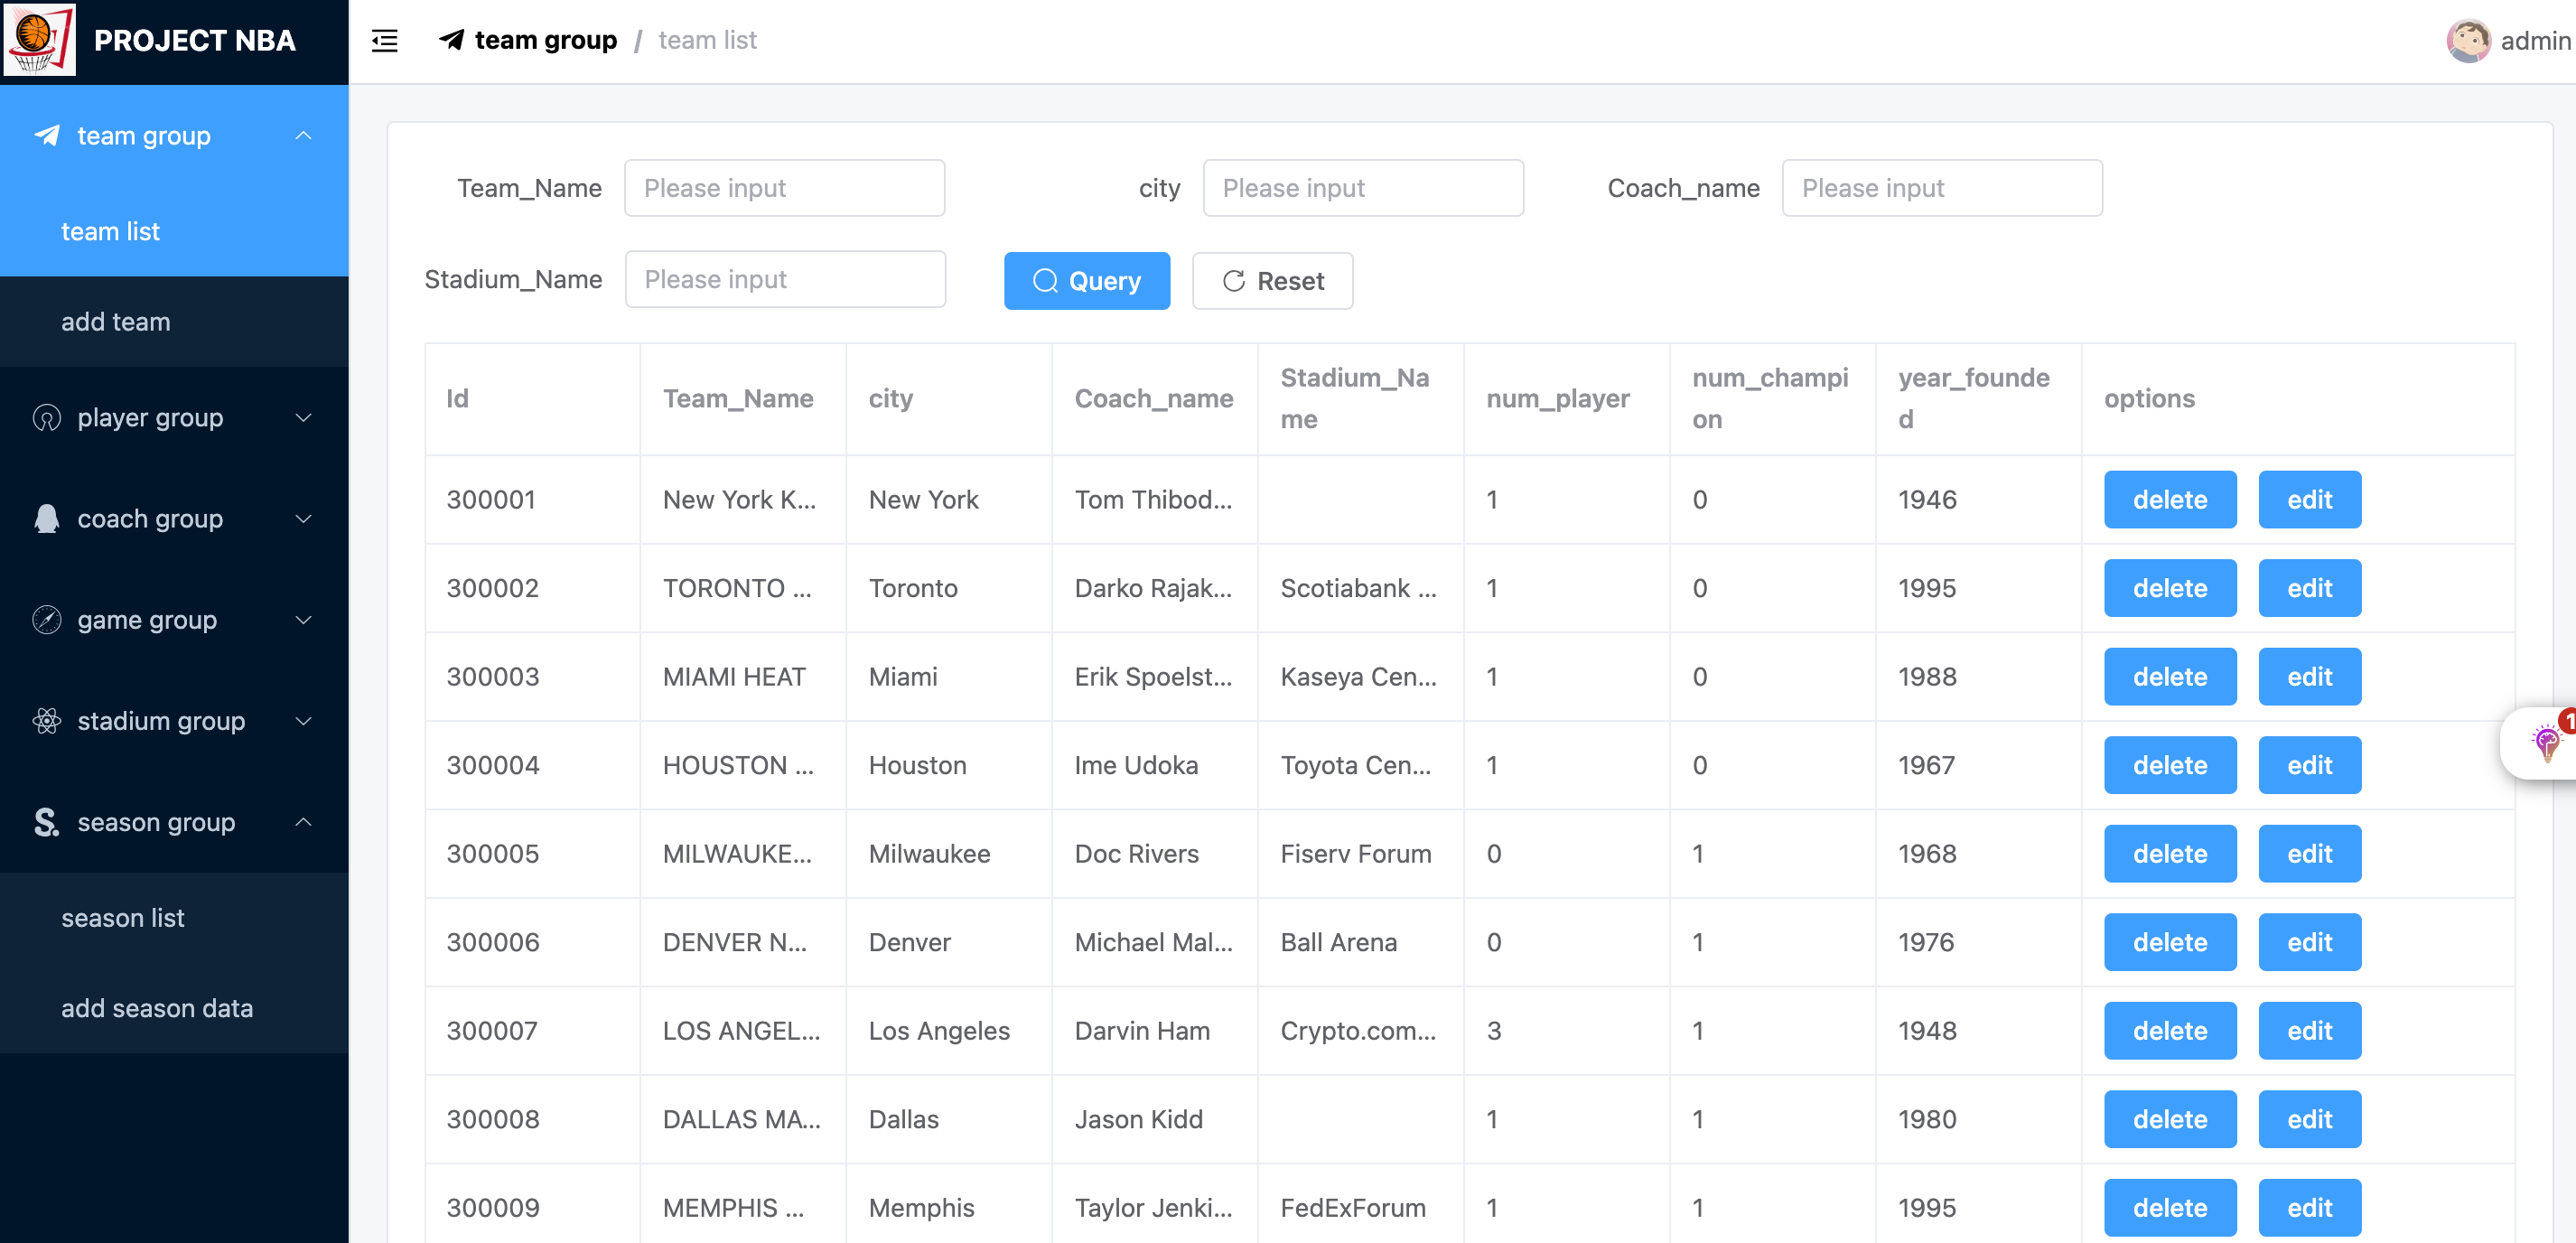 PROJECT NBA
team group / team list
admin
team group
team list
add team
player group
coach group
game group
stadium group
season group
season list
add season data
Team_Name Please input city Please input Coach_name Please input
Stadium_Name Please input Query Reset
Id Team_Name city Coach_name Stadium_Na
me num_player num_champi
on year_founde
d options
300001 New York K... New York Tom Thibod... 1 0 1946 delete edit
300002 TORONTO ... Toronto Darko Rajak... Scotiabank ... 1 0 1995 delete edit
300003 MIAMI HEAT Miami Erik Spoelst... Kaseya Cen... 1 0 1988 delete edit
300004 HOUSTON ... Houston Ime Udoka Toyota Cen... 1 0 1967 delete edit
300005 MILWAUKE... Milwaukee Doc Rivers Fiserv Forum 0 1 1968 delete edit
300006 DENVER N... Denver Michael Mal... Ball Arena 0 1 1976 delete edit
300007 LOS ANGEL... Los Angeles Darvin Ham Crypto.com... 3 1 1948 delete edit
300008 DALLAS MA... Dallas Jason Kidd 1 1 1980 delete edit
300009 MEMPHIS ... Memphis Taylor Jenki... FedExForum 1 1 1995 delete edit
1